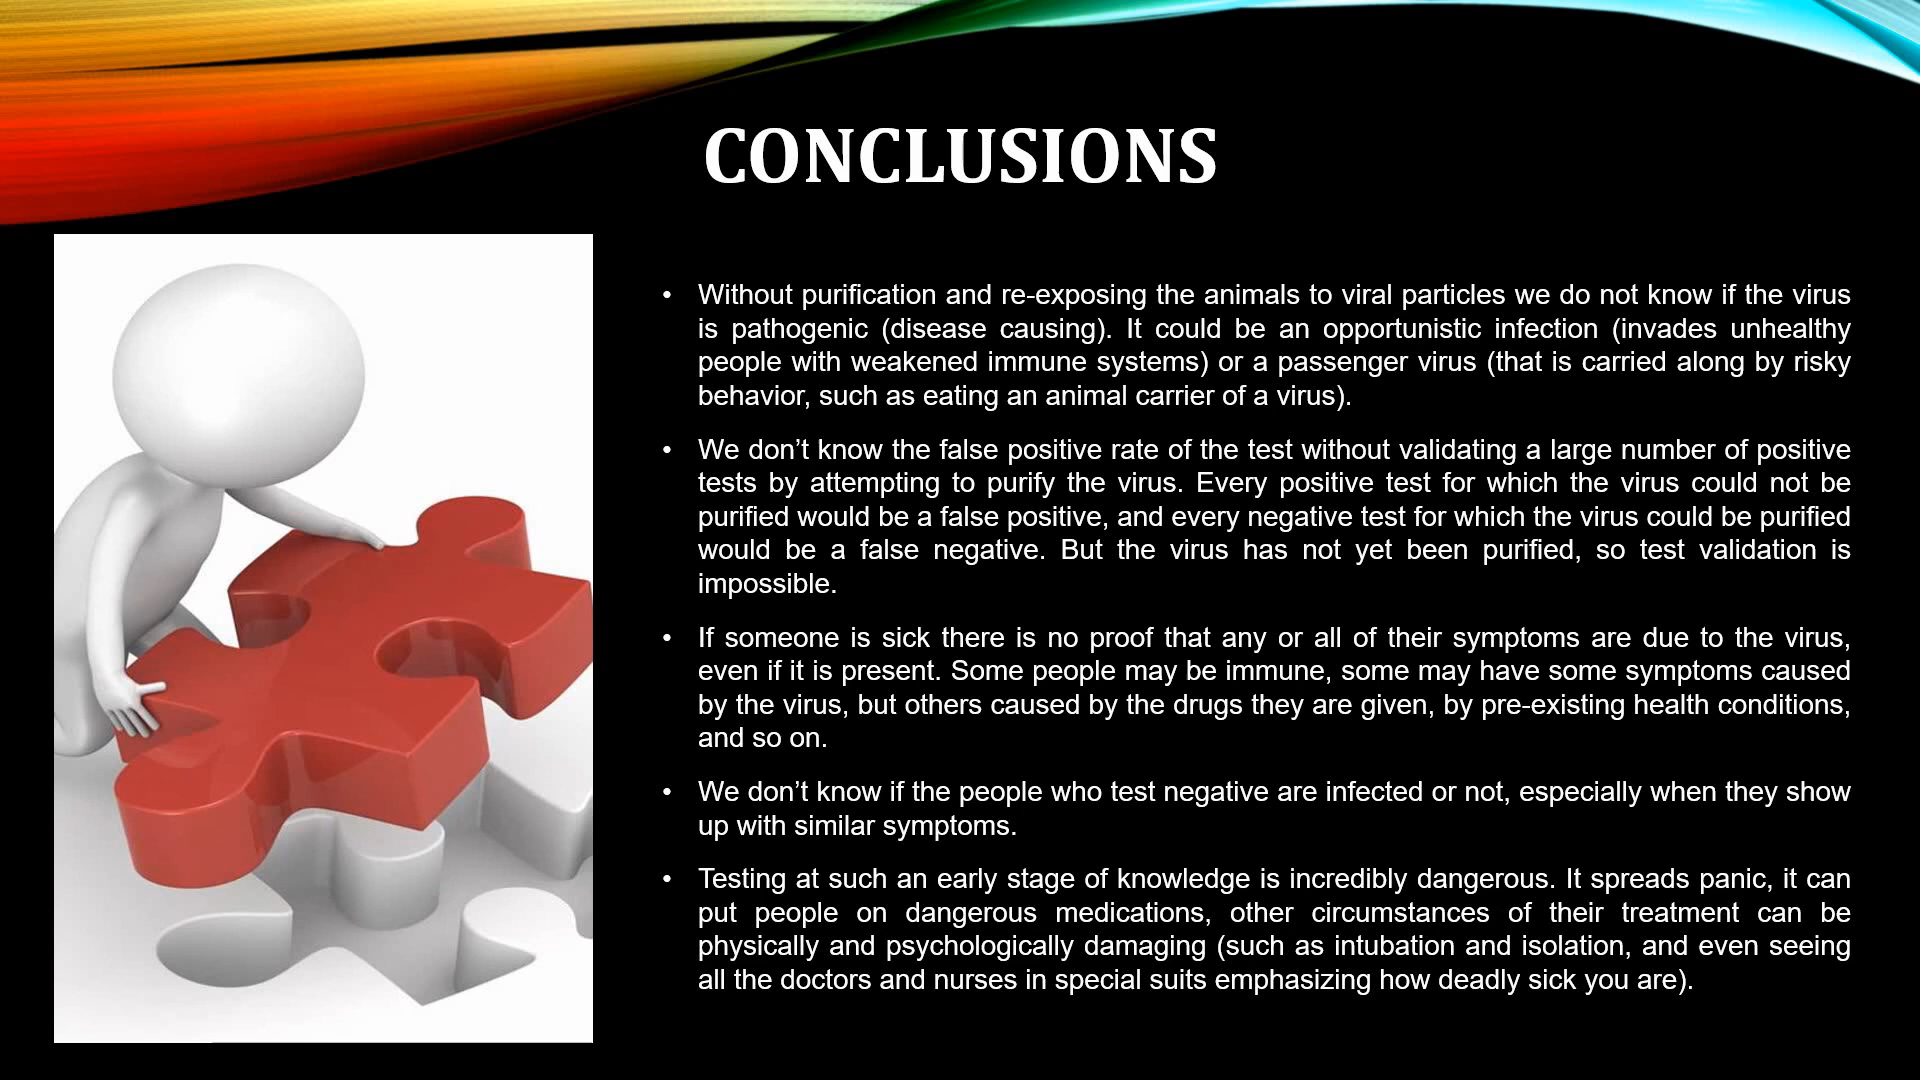 CONCLUSIONS
• Without purification and re-exposing the animals to viral particles we do not know if the virus
is pathogenic (disease causing). It could be an opportunistic infection (invades unhealthy
people with weakened immune systems) or a passenger virus (that is carried along by risky
behavior, such as eating an animal carrier of a virus).
• We don’t know the false positive rate of the test without validating a large number of positive
tests by attempting to purify the virus. Every positive test for which the virus could not be
purified would be a false positive, and every negative test for which the virus could be purified
would be a false negative. But the virus has not yet been purified, so test validation is
impossible.
• If someone is sick there is no proof that any or all of their symptoms are due to the virus,
even if it is present. Some people may be immune, some may have some symptoms caused
by the virus, but others caused by the drugs they are given, by pre-existing health conditions,
and so on.
• We don’t know if the people who test negative are infected or not, especially when they show
up with similar symptoms.
• Testing at such an early stage of knowledge is incredibly dangerous. It spreads panic, it can
put people on dangerous medications, other circumstances of their treatment can be
physically and psychologically damaging (such as intubation and isolation, and even seeing
all the doctors and nurses in special suits emphasizing how deadly sick you are).